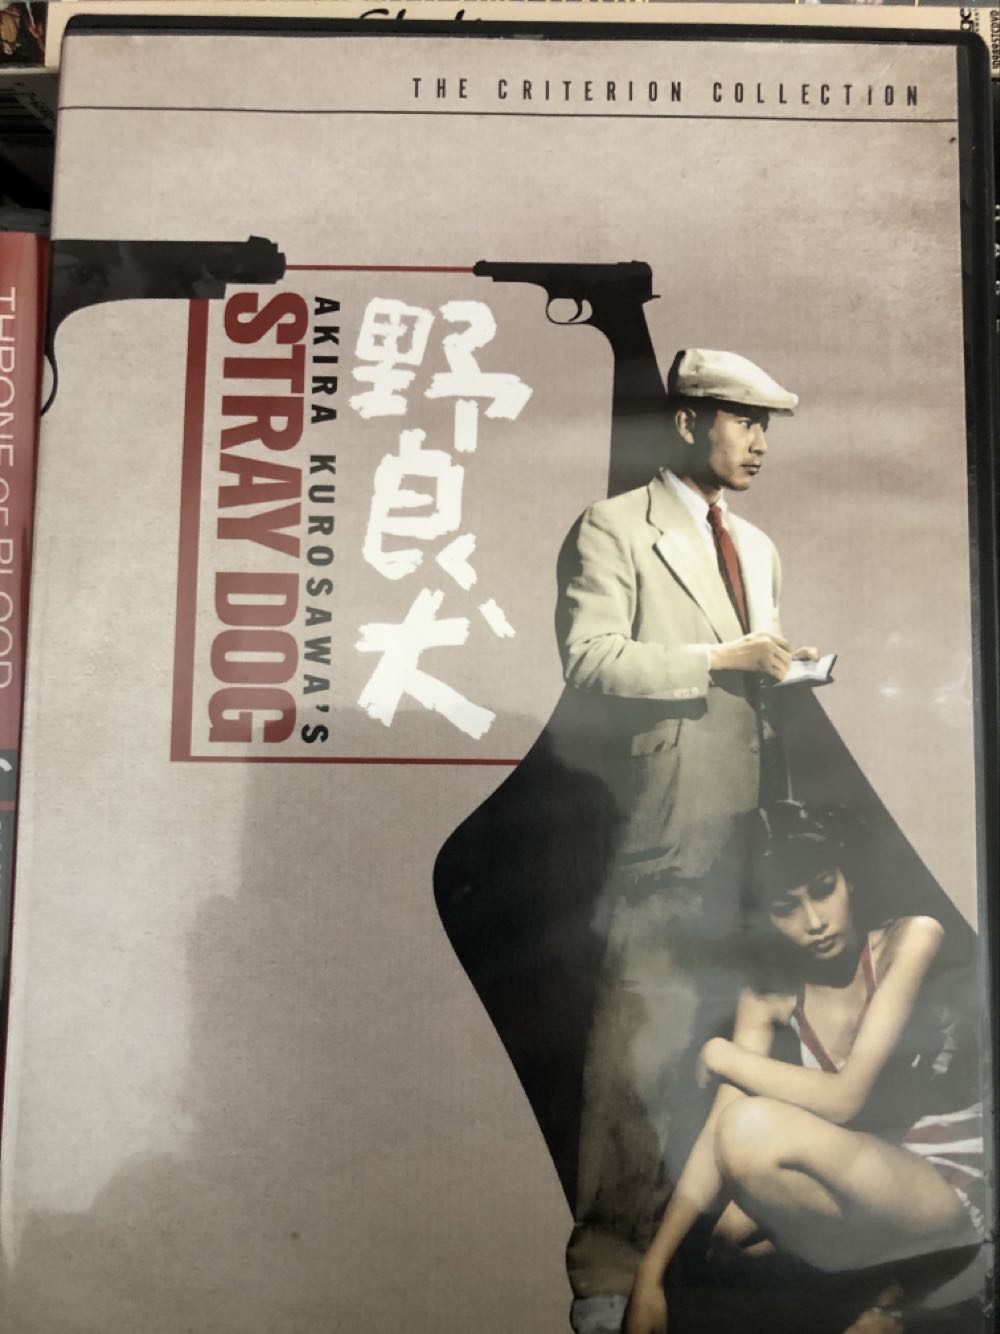 THE CRITERION COLLECTION
野良犬
AKIRA KUROSAWA'S
STRAY DOG
THRONE OF BLOOD